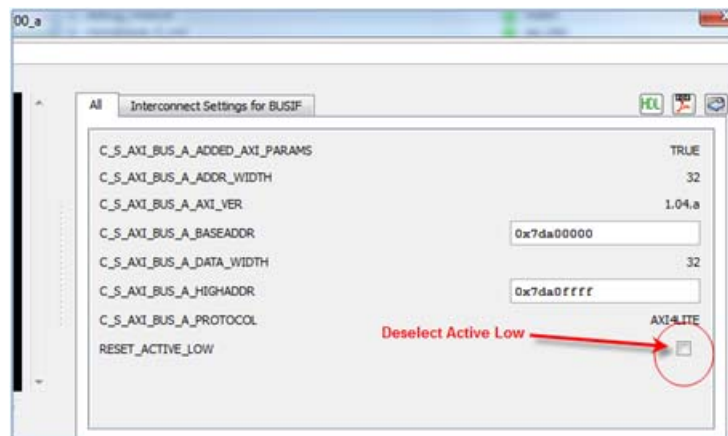 00_a
All Interconnect Settings for BUSIF
HDL
C_S_AXI_BUS_A_ADDED_AXI_PARAMS TRUE
C_S_AXI_BUS_A_ADDR_WIDTH 32
C_S_AXI_BUS_A_AXI_VER 1.04.a
C_S_AXI_BUS_A_BASEADDR 0x7da00000
C_S_AXI_BUS_A_DATA_WIDTH 32
C_S_AXI_BUS_A_HIGHADDR 0x7da0ffff
C_S_AXI_BUS_A_PROTOCOL AXI4LITE
Deselect Active Low
RESET_ACTIVE_LOW